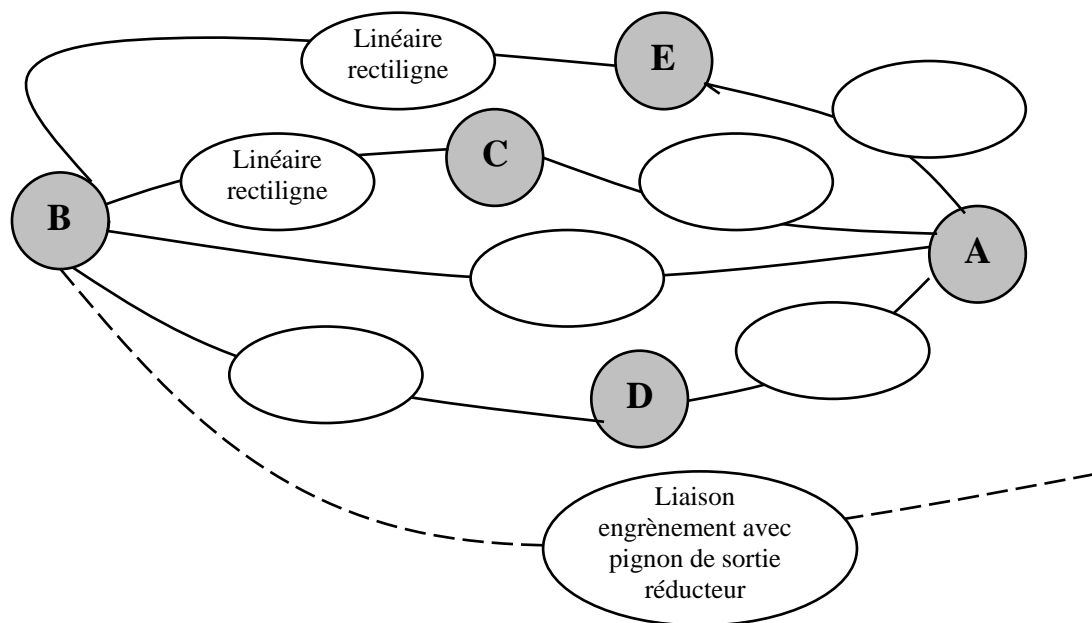 Linéaire
rectiligne
E
Linéaire
rectiligne
C
B
A
D
Liaison
engrènement avec
pignon de sortie
réducteur